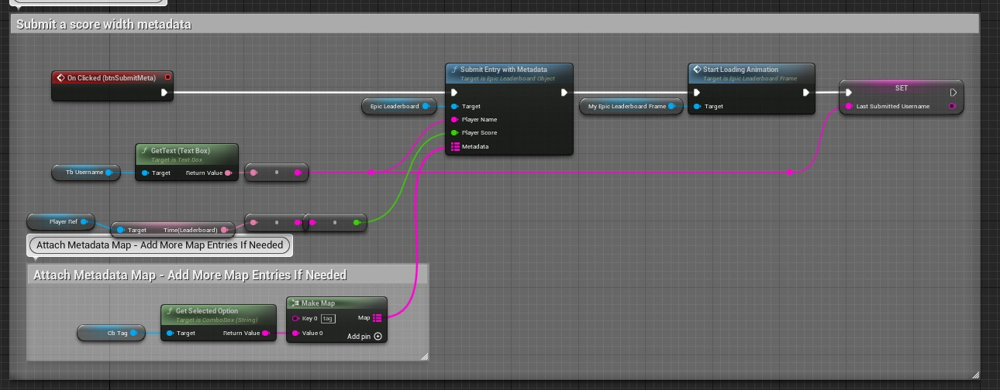 Submit a score width metadata
On Clicked (btnSubmitMeta)
Submit Entry with Metadata
Target is Epic Leaderboard Object
Start Loading Animation
Target is Epic Leaderboard Frame
SET
Epic Leaderboard
Target
My Epic Leaderboard Frame
Target
Last Submitted Username
Player Name
Player Score
Metadata
GetText (Text Box)
Target is Text Box
Tb Username
Target
Return Value
Player Ref
Target
Time(Leaderboard)
Attach Metadata Map - Add More Map Entries If Needed
Attach Metadata Map - Add More Map Entries If Needed
Get Selected Option
Target is ComboBox (String)
Make Map
Key 0
tag
Map
Cb Tag
Target
Return Value
Value 0
Add pin